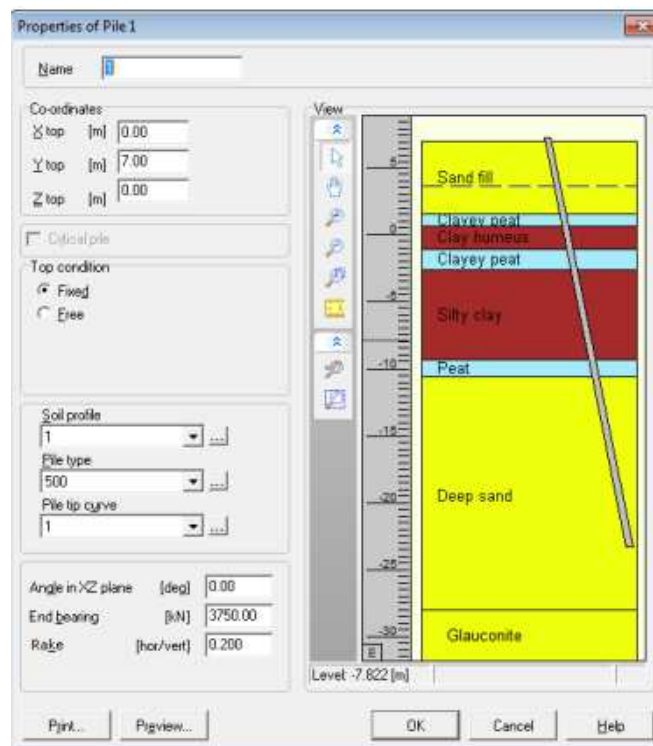 Properties of Pile 1
Name 1
Co-ordinates
X top [m] 0.00
Y top [m] 7.00
Z top [m] 0.00
Critical pile
Top condition
Fixed
Free
Soil profile
1
Pile type
500
Pile tip curve
1
Angle in XZ plane [deg] 0.00
End bearing [kN] 3750.00
Rake [hor/vert] 0.200
View
5
0
-5
-10
-15
-20
-25
-30
Sand fill
Clayey peat
Clay humeus
Clayey peat
Silty clay
Peat
Deep sand
Glauconite
Level: -7.822 [m]
Print...
Preview...
OK
Cancel
Help